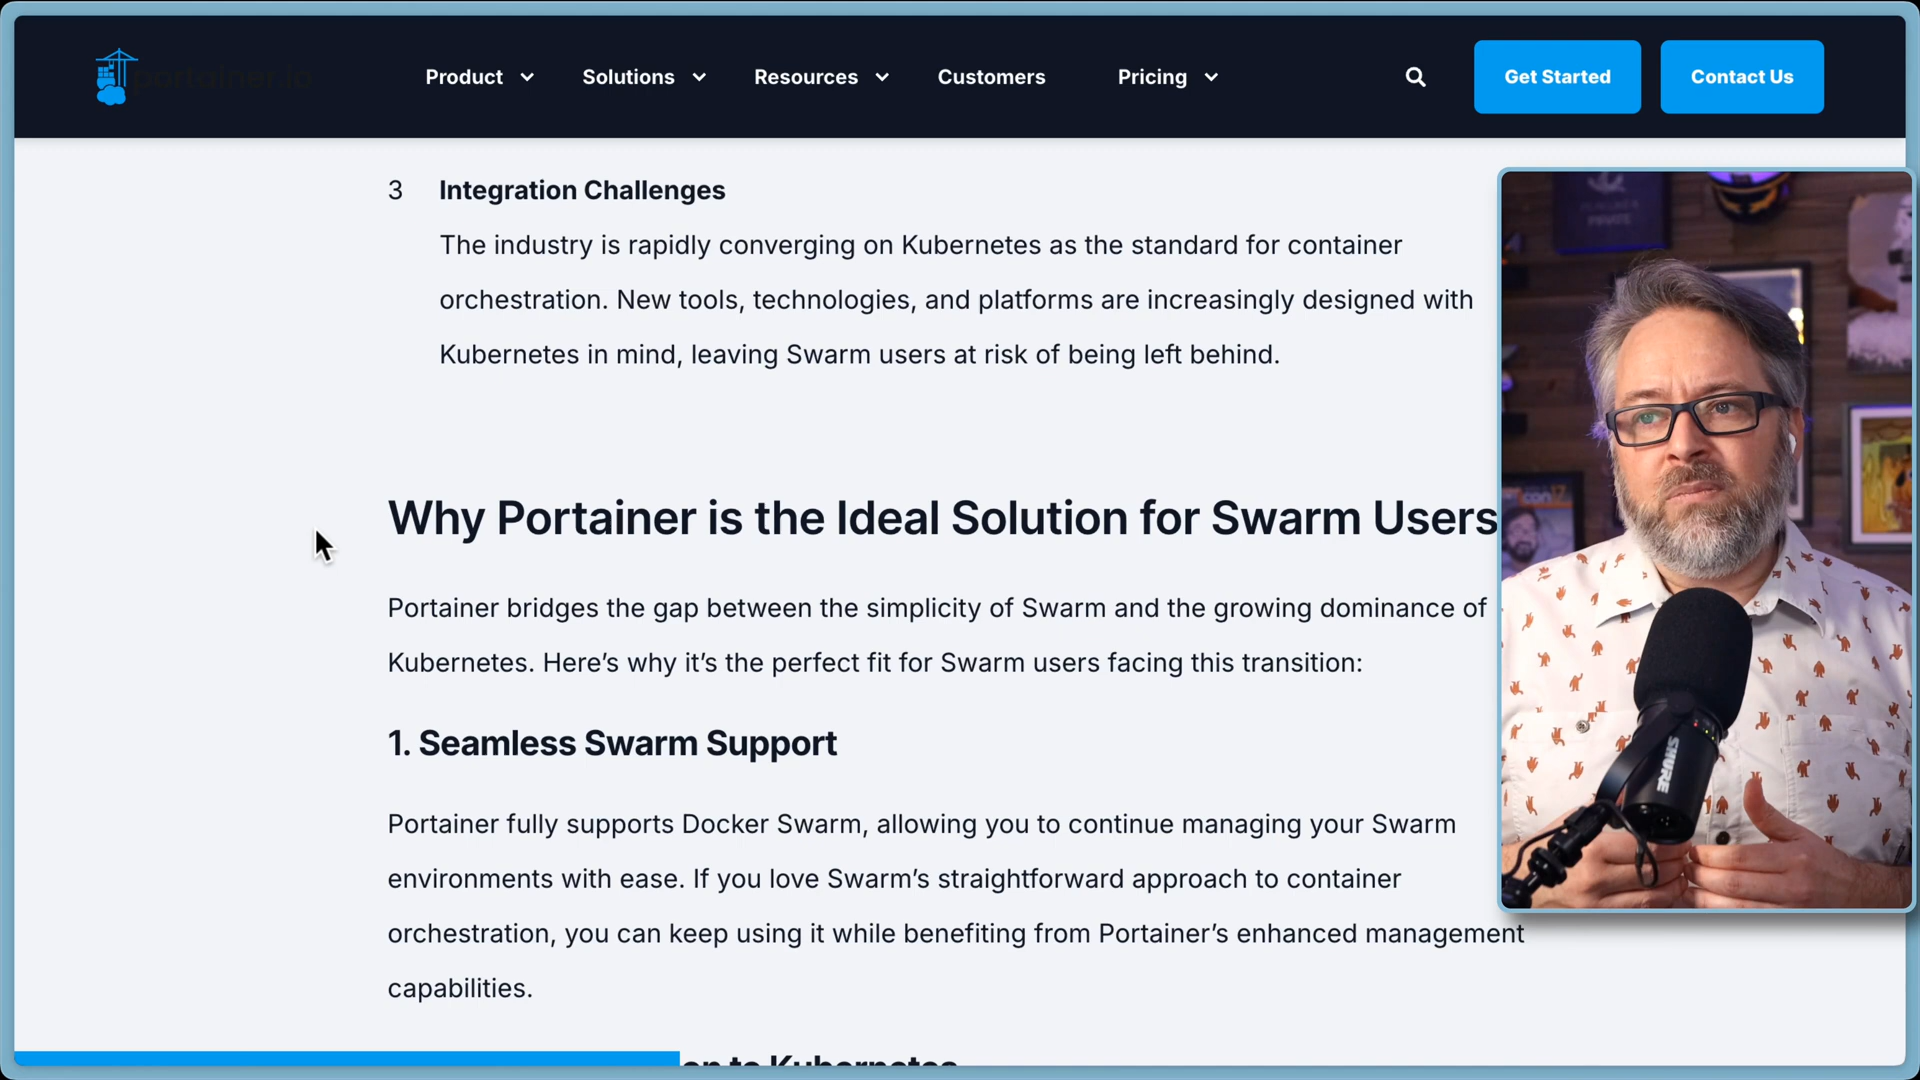 portainer.io
Product
Solutions
Resources
Customers
Pricing
Get Started
Contact Us
3 Integration Challenges
The industry is rapidly converging on Kubernetes as the standard for container
orchestration. New tools, technologies, and platforms are increasingly designed with
Kubernetes in mind, leaving Swarm users at risk of being left behind.
Why Portainer is the Ideal Solution for Swarm Users
Portainer bridges the gap between the simplicity of Swarm and the growing dominance of
Kubernetes. Here’s why it’s the perfect fit for Swarm users facing this transition:
1. Seamless Swarm Support
Portainer fully supports Docker Swarm, allowing you to continue managing your Swarm
environments with ease. If you love Swarm’s straightforward approach to container
orchestration, you can keep using it while benefiting from Portainer’s enhanced management
capabilities.
to Kubernetes
PIRATE
SHURE